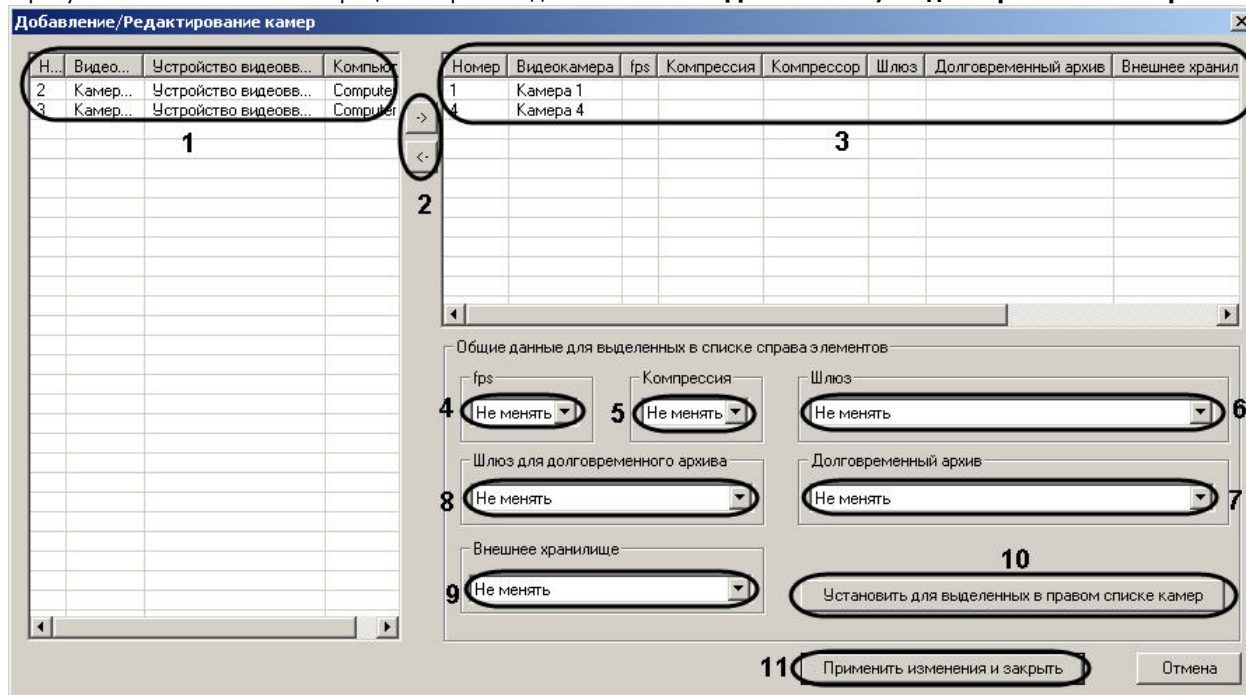 Добавление/Редактирование камер
Н... Видео... Устройство видеовв... Компьют
2 Камер... Устройство видеовв... Computer
3 Камер... Устройство видеовв... Computer
1
->
<-
2
Номер Видеокамера fps Компрессия Компрессор Шлюз Долговременный архив Внешнее хранил
1 Камера 1
4 Камера 4
3
Общие данные для выделенных в списке справа элементов
fps Компрессия Шлюз
4 Не менять 5 Не менять Не менять 6
Шлюз для долговременного архива Долговременный архив
8 Не менять Не менять 7
Внешнее хранилище
10
9 Не менять Установить для выделенных в правом списке камер
11 Применить изменения и закрыть Отмена